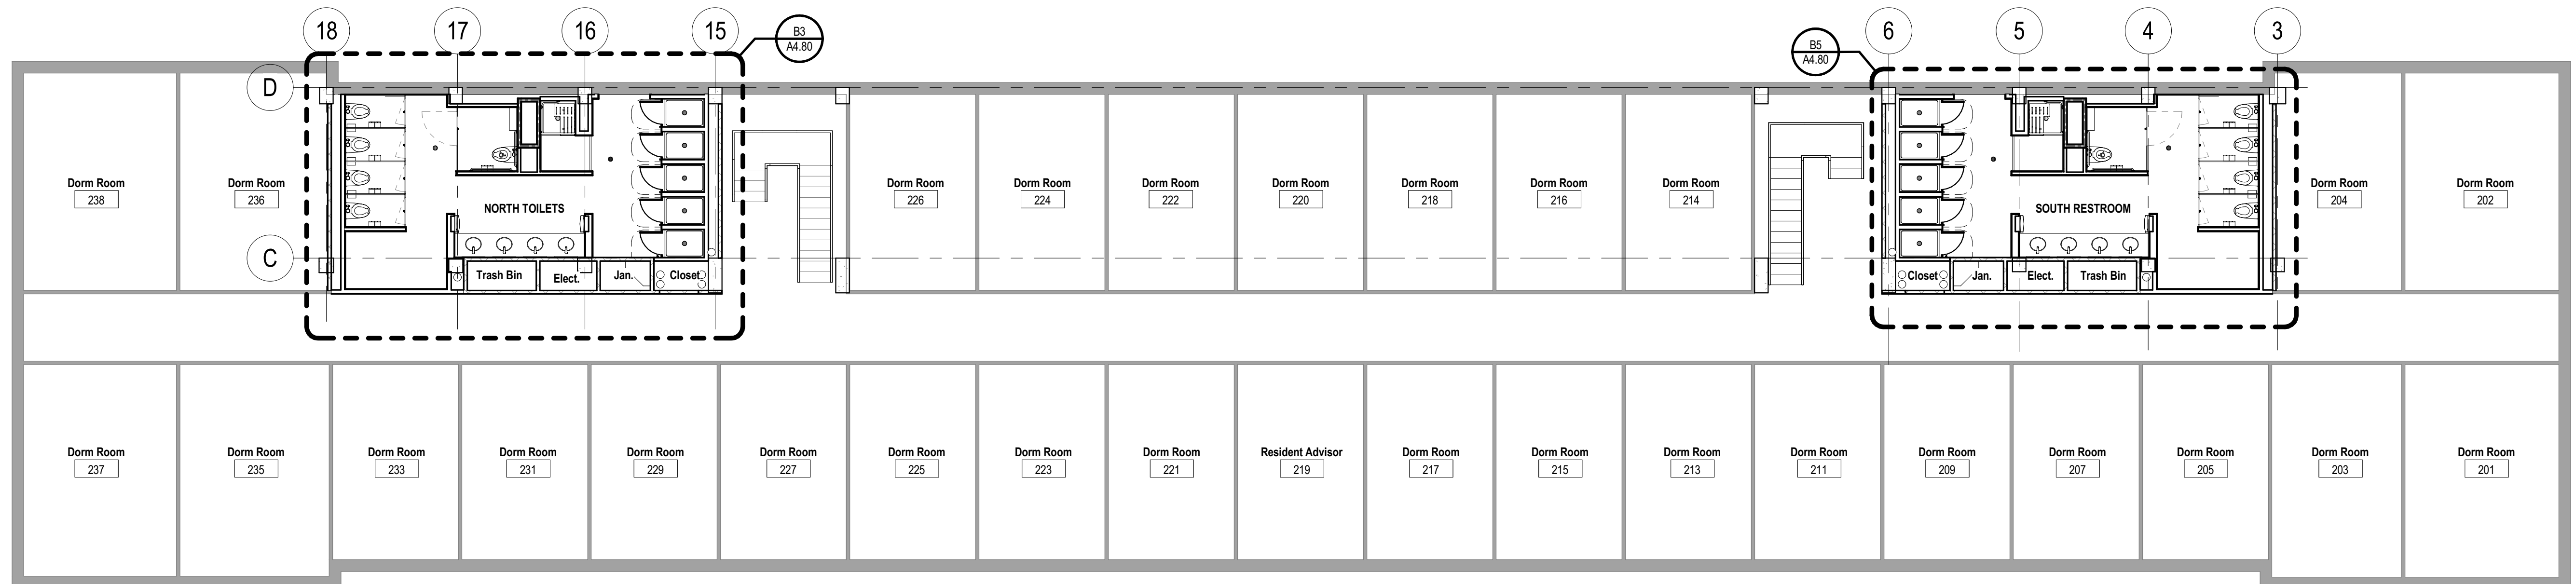 18
17
16
15
B3
A4.80
B5
A4.80
6
5
4
3
D
C
Dorm Room
238
Dorm Room
236
NORTH TOILETS
Trash Bin
Elect.
Jan.
Closet
Dorm Room
226
Dorm Room
224
Dorm Room
222
Dorm Room
220
Dorm Room
218
Dorm Room
216
Dorm Room
214
SOUTH RESTROOM
Closet
Jan.
Elect.
Trash Bin
Dorm Room
204
Dorm Room
202
Dorm Room
237
Dorm Room
235
Dorm Room
233
Dorm Room
231
Dorm Room
229
Dorm Room
227
Dorm Room
225
Dorm Room
223
Dorm Room
221
Resident Advisor
219
Dorm Room
217
Dorm Room
215
Dorm Room
213
Dorm Room
211
Dorm Room
209
Dorm Room
207
Dorm Room
205
Dorm Room
203
Dorm Room
201